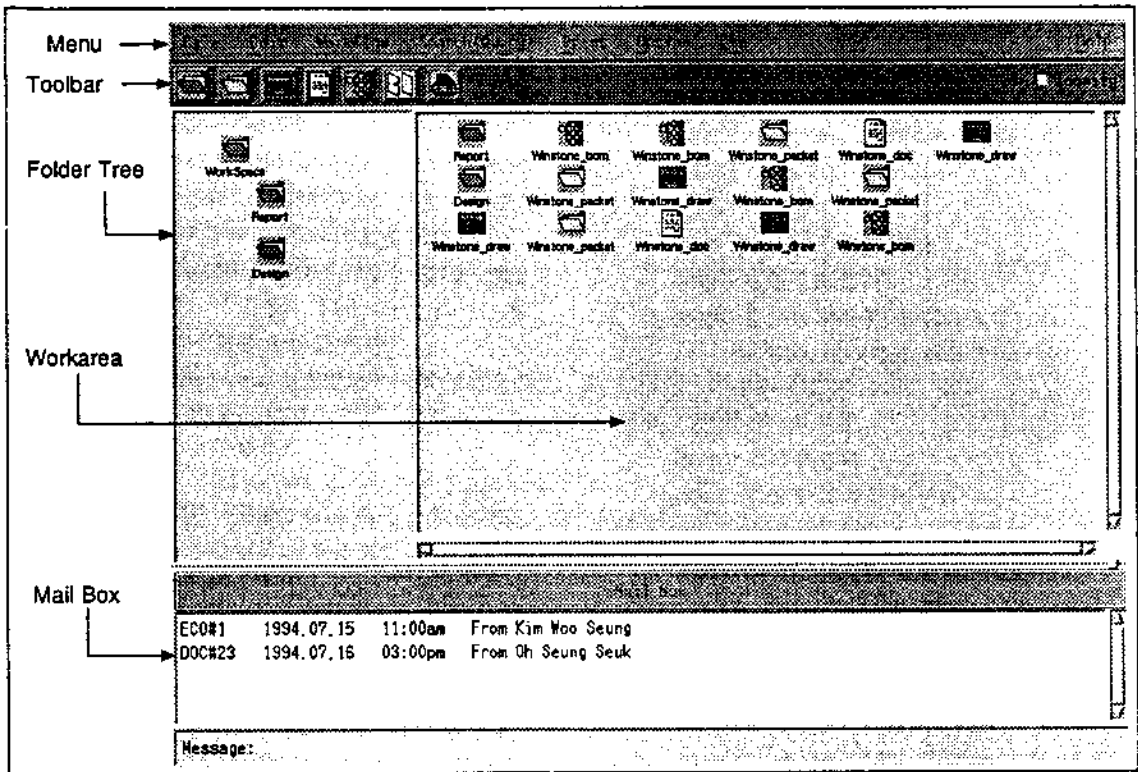 Menu
Toolbar
Folder Tree
WorkSpace
Report
Design
Report Winstone_bom Winstone_bom Winstone_packet Winstone_doc Winstone_draw
Design Winstone_packet Winstone_draw Winstone_bom Winstone_packet
Winstone_draw Winstone_packet Winstone_doc Winstone_draw Winstone_bom
Workarea
Mail Box
Mail Box
ECO#1 1994.07.15 11:00am From Kim Woo Seung
DOC#23 1994.07.16 03:00pm From Oh Seung Seuk
Message: